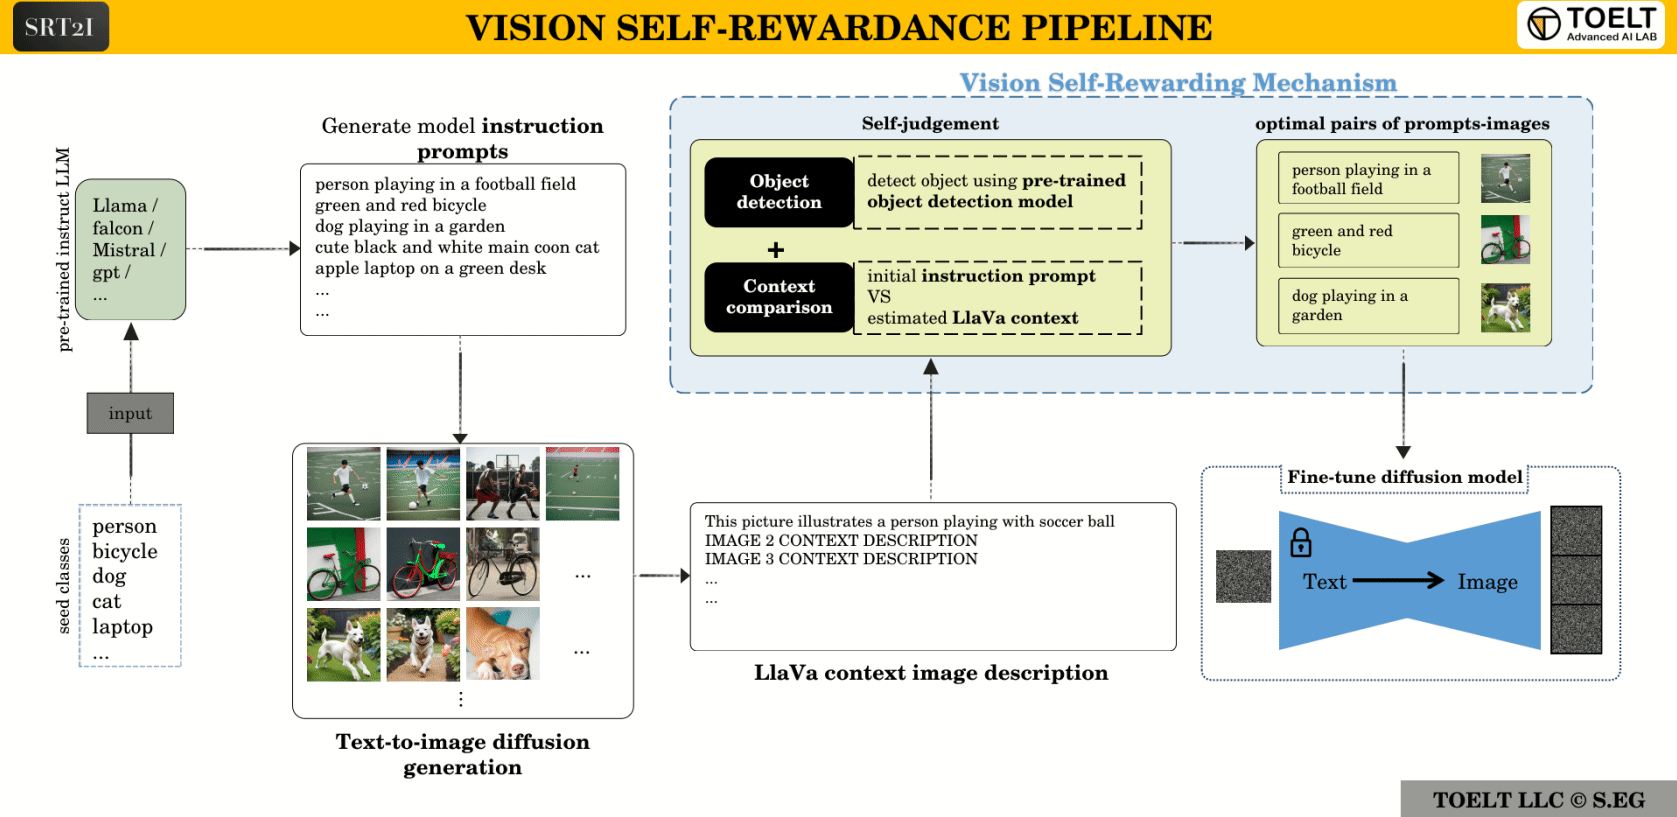 SRT2I
VISION SELF-REWARDANCE PIPELINE
TOELT
Advanced AI LAB
pre-trained instruct LLM
Llama /
falcon /
Mistral /
gpt /
...
input
seed classes
person
bicycle
dog
cat
laptop
...
Generate model instruction
prompts
person playing in a football field
green and red bicycle
dog playing in a garden
cute black and white main coon cat
apple laptop on a green desk
...
...
...
...
⋮
Text-to-image diffusion
generation
This picture illustrates a person playing with soccer ball
IMAGE 2 CONTEXT DESCRIPTION
IMAGE 3 CONTEXT DESCRIPTION
...
...
LlaVa context image description
Vision Self-Rewarding Mechanism
Self-judgement
Object
detection
detect object using pre-trained
object detection model
+
Context
comparison
initial instruction prompt
VS
estimated LlaVa context
optimal pairs of prompts-images
person playing in a
football field
green and red
bicycle
dog playing in a
garden
Fine-tune diffusion model
Text
Image
TOELT LLC © S.EG